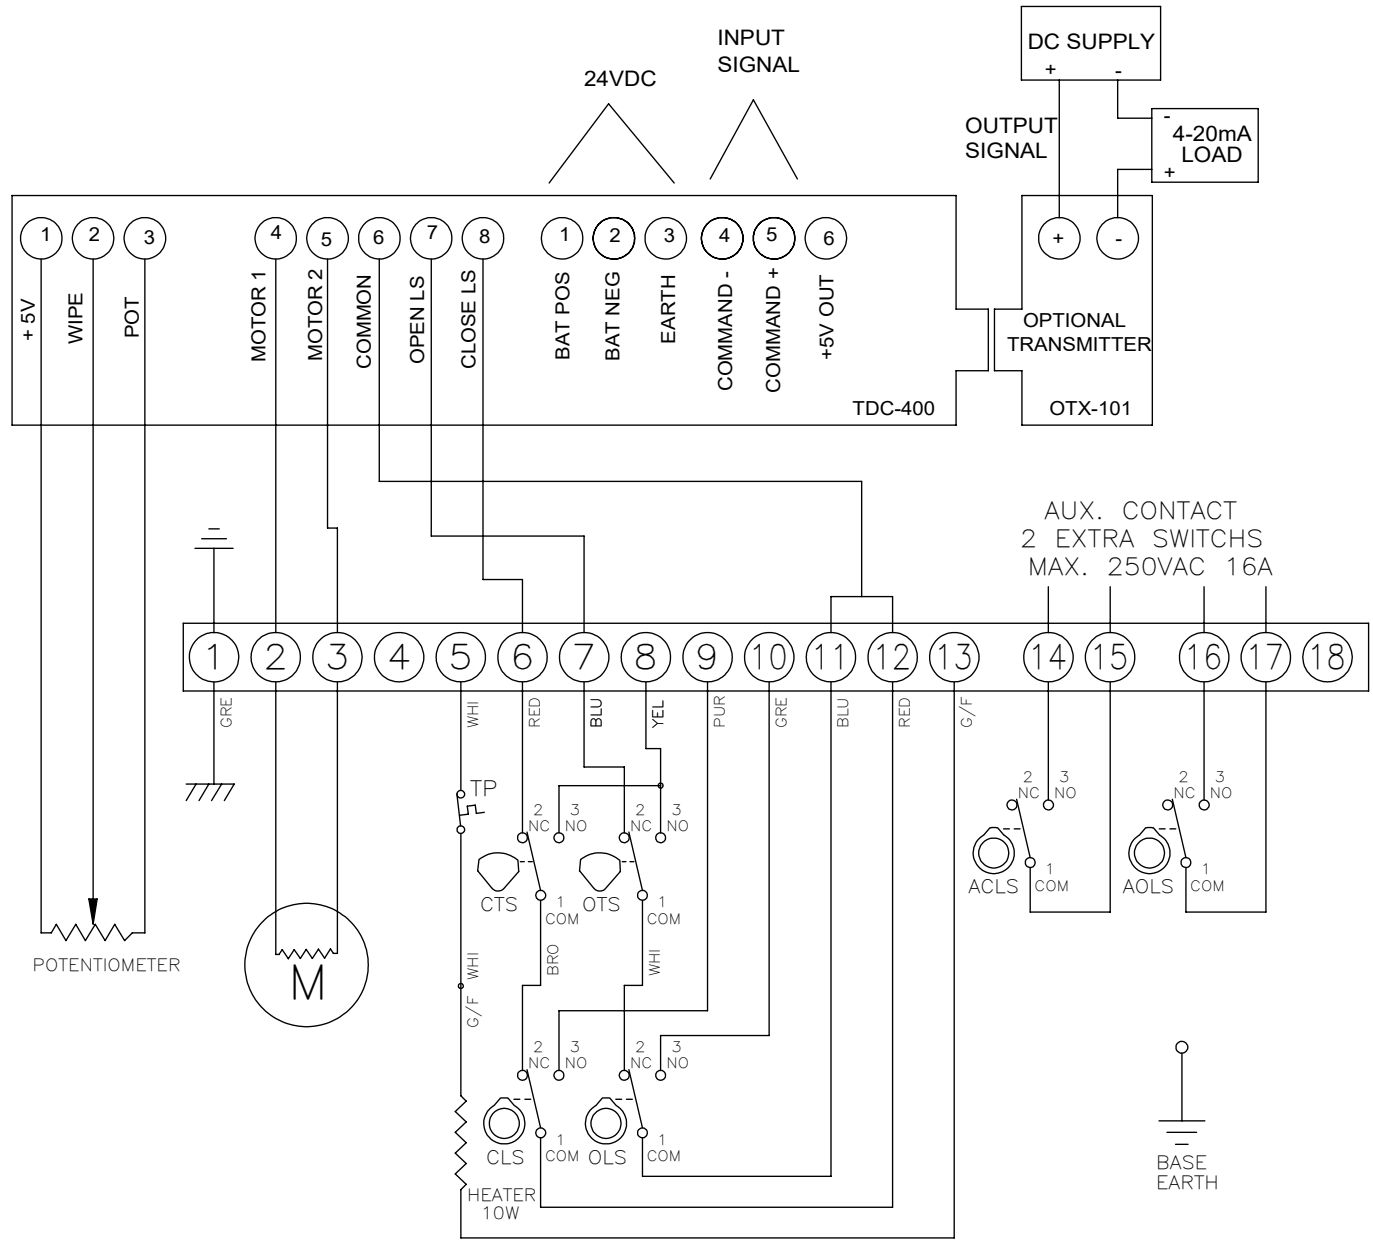 DC SUPPLY
+ -
INPUT
SIGNAL
24VDC
OUTPUT
SIGNAL
-
4-20mA
LOAD
+
1 2 3 4 5 6 7 8 1 2 3 4 5 6 + -
+ 5V
WIPE
POT
MOTOR 1
MOTOR 2
COMMON
OPEN LS
CLOSE LS
BAT POS
BAT NEG
EARTH
COMMAND -
COMMAND +
+5V OUT
OPTIONAL
TRANSMITTER
TDC-400
OTX-101
AUX. CONTACT
2 EXTRA SWITCHS
MAX. 250VAC 16A
1 2 3 4 5 6 7 8 9 10 11 12 13 14 15 16 17 18
GRE
WHI
RED
BLU
YEL
PUR
GRE
BLU
RED
G/F
TP
2
NC
3
NO
CTS
1
COM
2
NC
3
NO
OTS
1
COM
2
NC
3
NO
ACLS
1
COM
2
NC
3
NO
AOLS
1
COM
POTENTIOMETER
M
WHI
G/F
BRO
WHI
2
NC
3
NO
CLS
1
COM
2
NC
3
NO
OLS
1
COM
HEATER
10W
BASE
EARTH